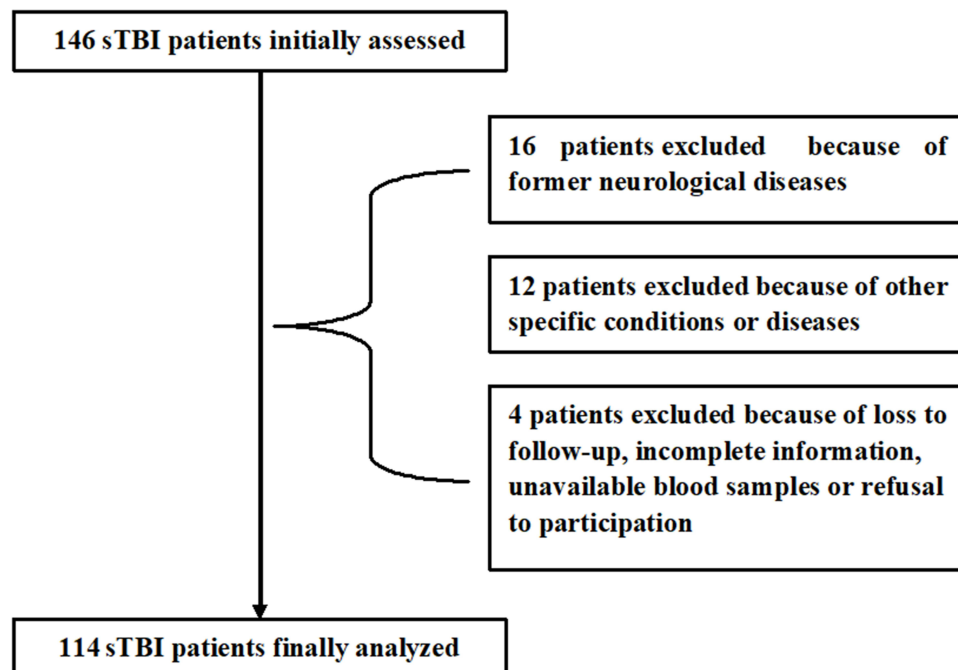 146 sTBI patients initially assessed
16 patients excluded because of
former neurological diseases
12 patients excluded because of other
specific conditions or diseases
4 patients excluded because of loss to
follow-up, incomplete information,
unavailable blood samples or refusal
to participation
114 sTBI patients finally analyzed